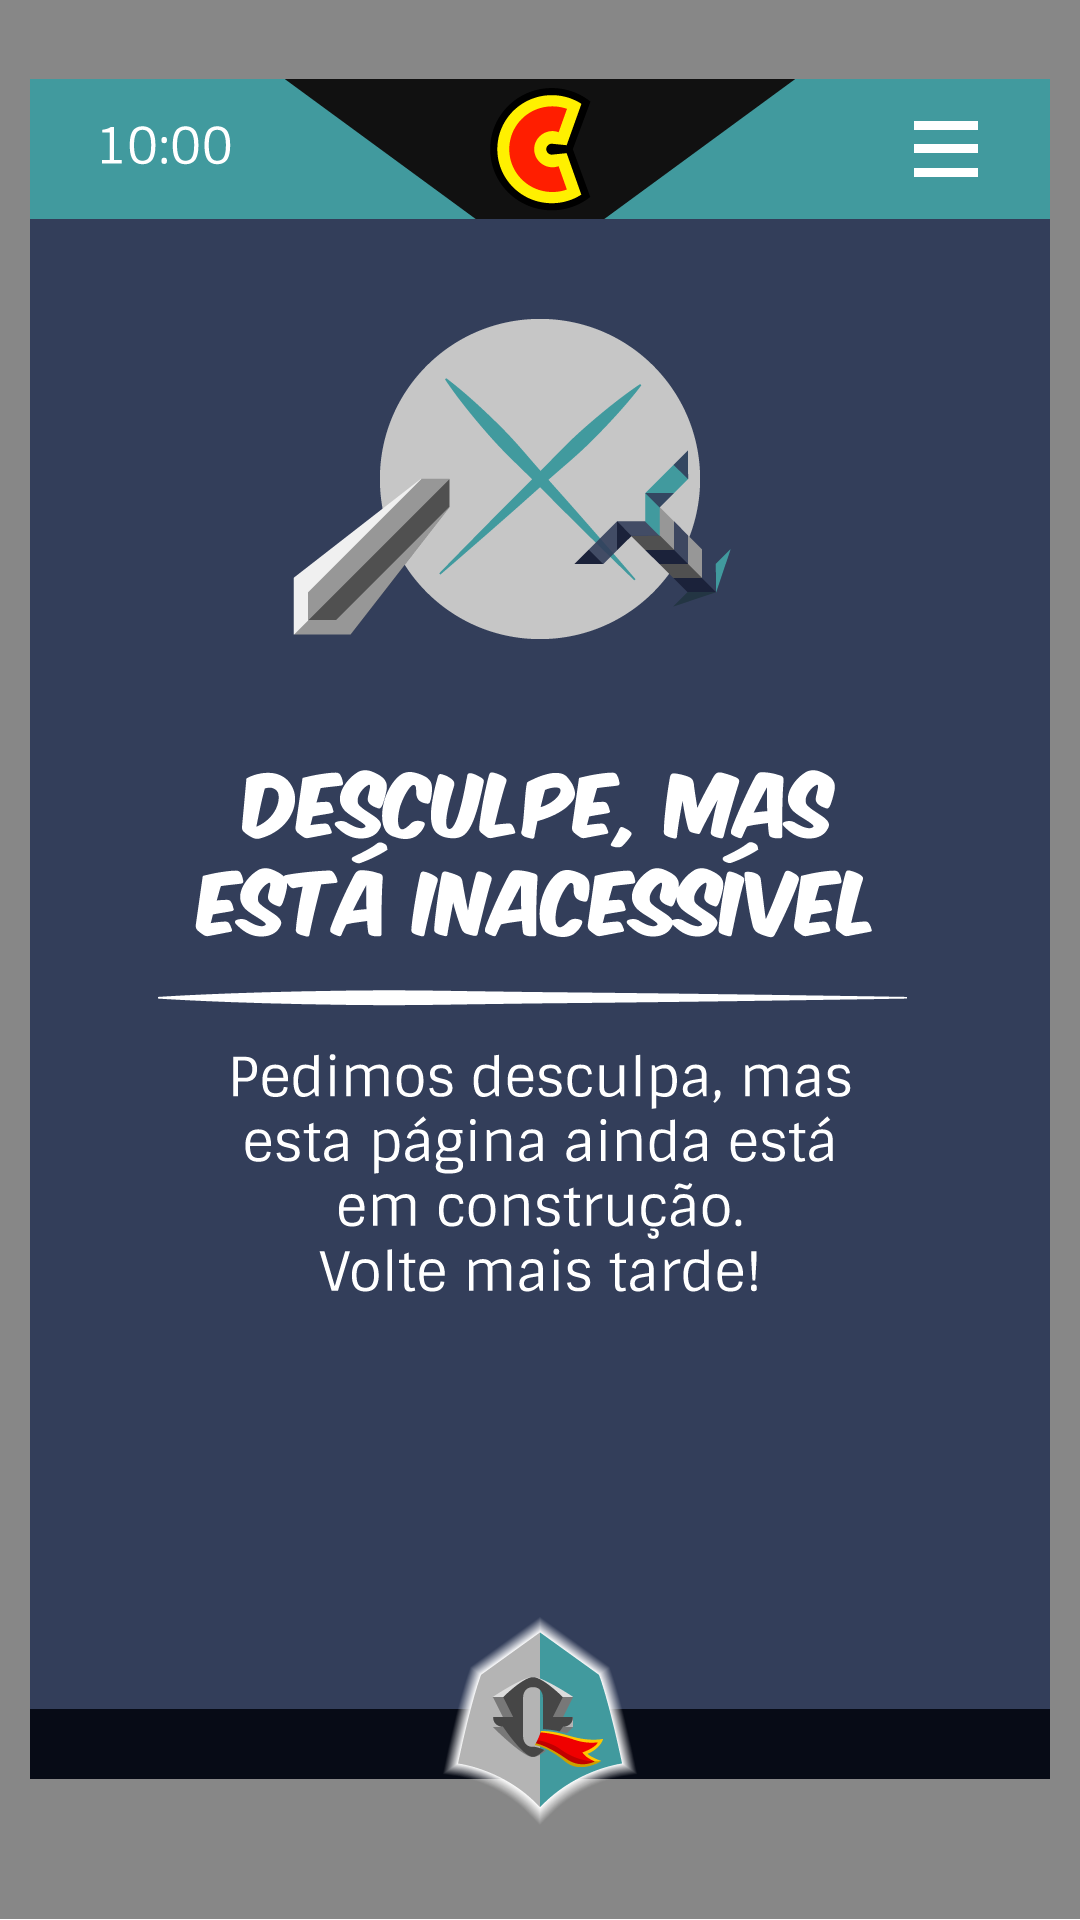 10:00
DESCULPE, MAS
ESTÁ INACESSÍVEL
Pedimos desculpa, mas
esta página ainda está
em construção.
Volte mais tarde!